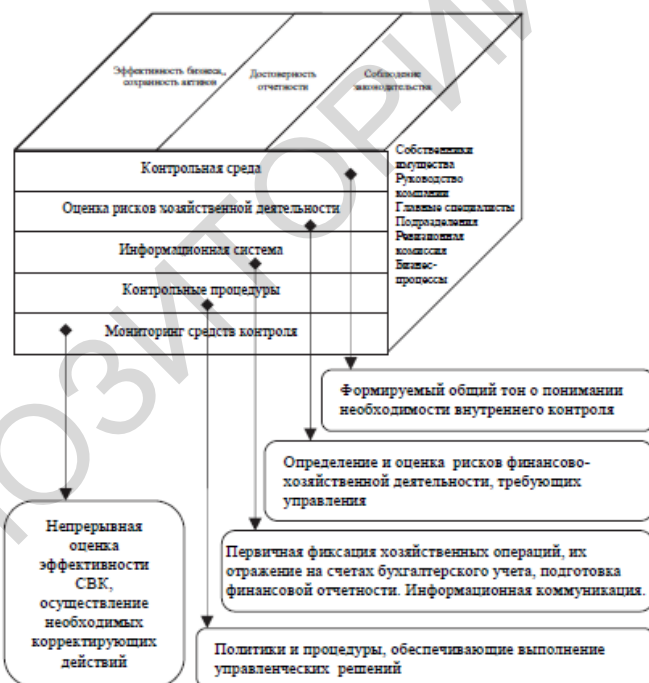 Эффективность бизнеса,
сохранность активов
Достоверность
отчетности
Соблюдение
законодательства
Контрольная среда
Оценка рисков хозяйственной деятельности
Информационная система
Контрольные процедуры
Мониторинг средств контроля
Собственники
имущества
Руководство
компании
Главные специалисты
Подразделения
Ревизионная
комиссия
Бизнес-
процессы
Формируемый общий тон о понимании
необходимости внутреннего контроля
Определение и оценка рисков финансово-
хозяйственной деятельности, требующих
управления
Первичная фиксация хозяйственных операций, их
отражение на счетах бухгалтерского учета, подготовка
финансовой отчетности. Информационная коммуникация.
Политики и процедуры, обеспечивающие выполнение
управленческих решений
Непрерывная
оценка
эффективности
СВК,
осуществление
необходимых
корректирующих
действий
ПОЗИТОРИЙ